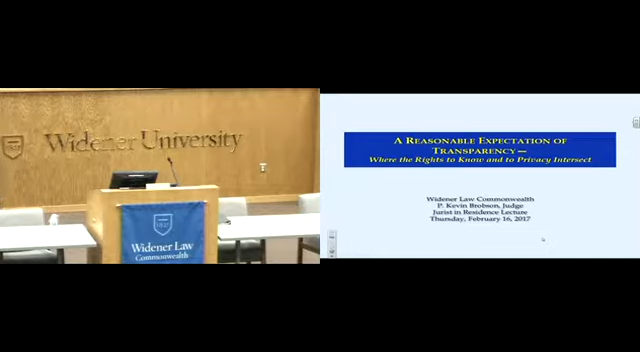 Widener University
Widener Law
Commonwealth
A REASONABLE EXPECTATION OF
TRANSPARENCY—
Where the Rights to Know and to Privacy Intersect
Widener Law Commonwealth
P. Kevin Brobson, Judge
Jurist in Residence Lecture
Thursday, February 16, 2017